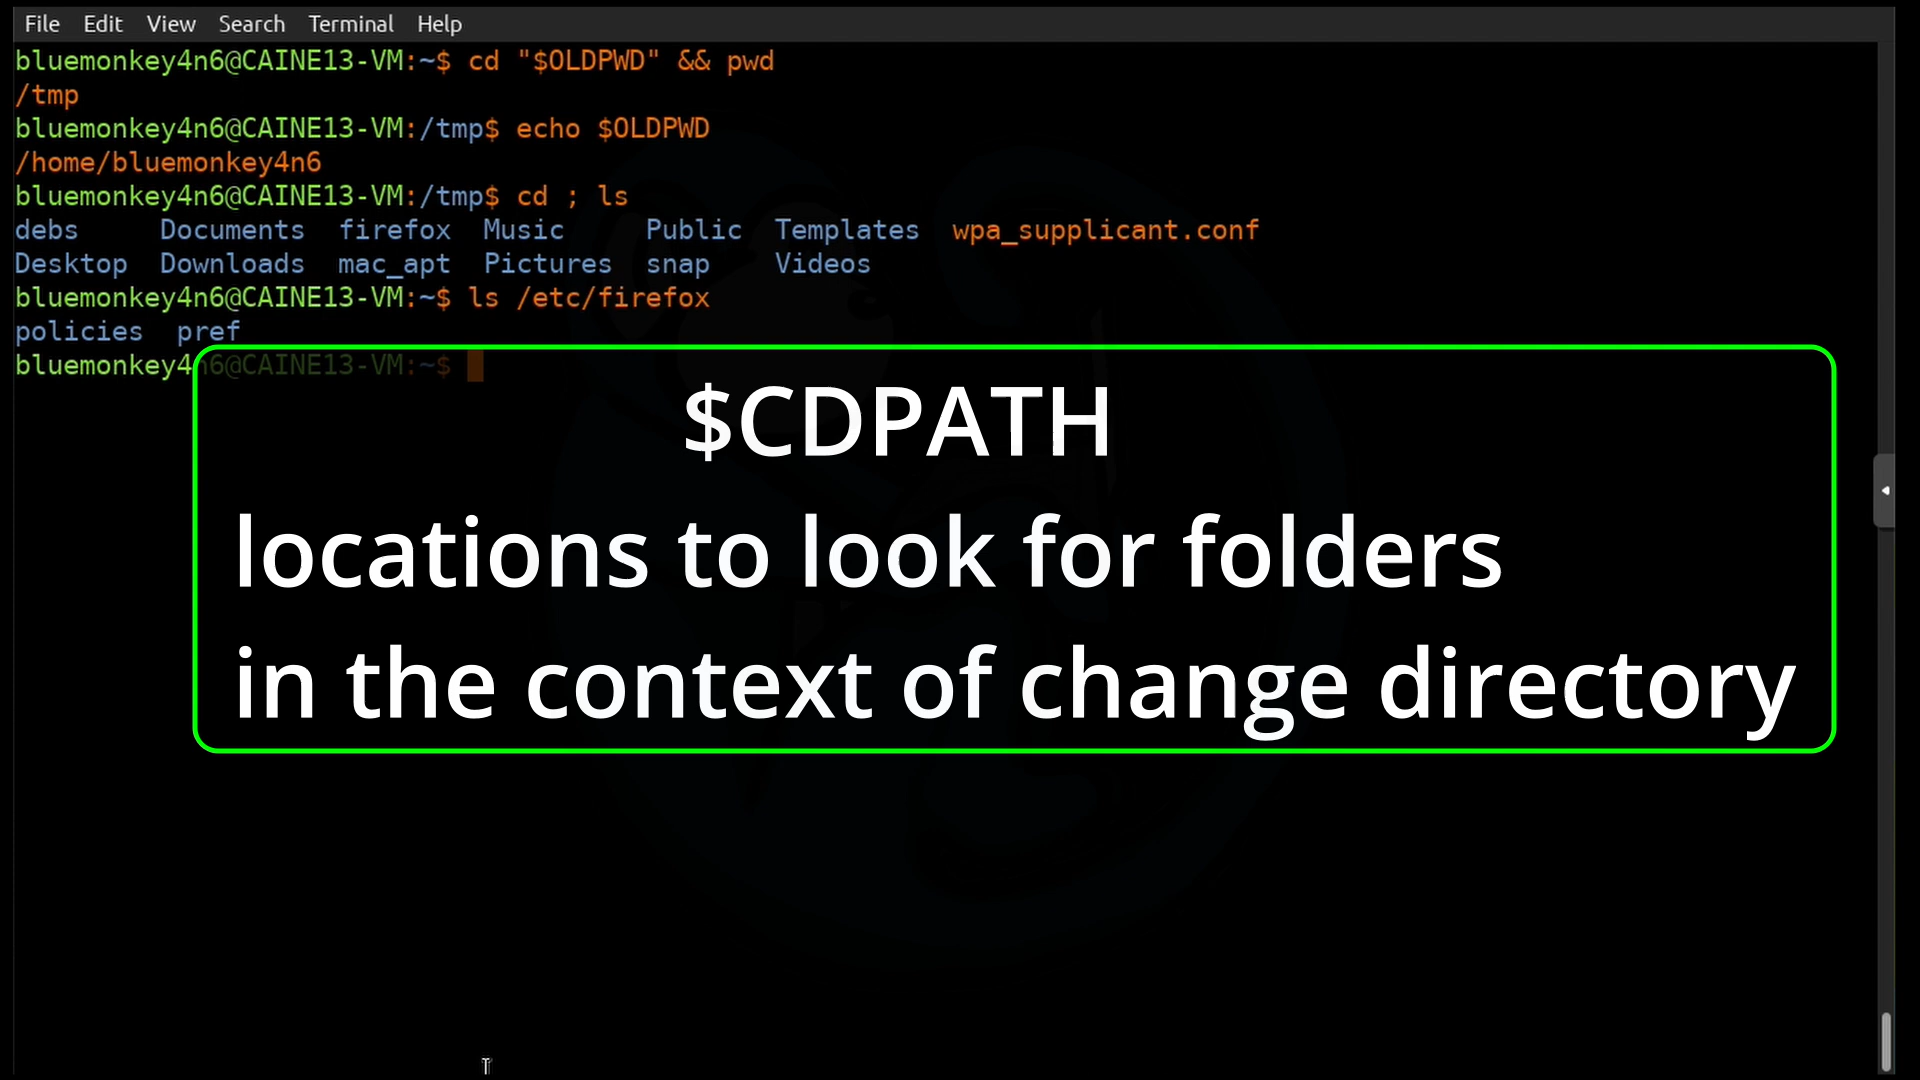 File Edit View Search Terminal Help
bluemonkey4n6@CAINE13-VM:~$ cd "$OLDPWD" && pwd
/tmp
bluemonkey4n6@CAINE13-VM:/tmp$ echo $OLDPWD
/home/bluemonkey4n6
bluemonkey4n6@CAINE13-VM:/tmp$ cd ; ls
debs Documents firefox Music Public Templates wpa_supplicant.conf
Desktop Downloads mac_apt Pictures snap Videos
bluemonkey4n6@CAINE13-VM:~$ ls /etc/firefox
policies pref
bluemonkey4n6@CAINE13-VM:~$
$CDPATH
locations to look for folders
in the context of change directory